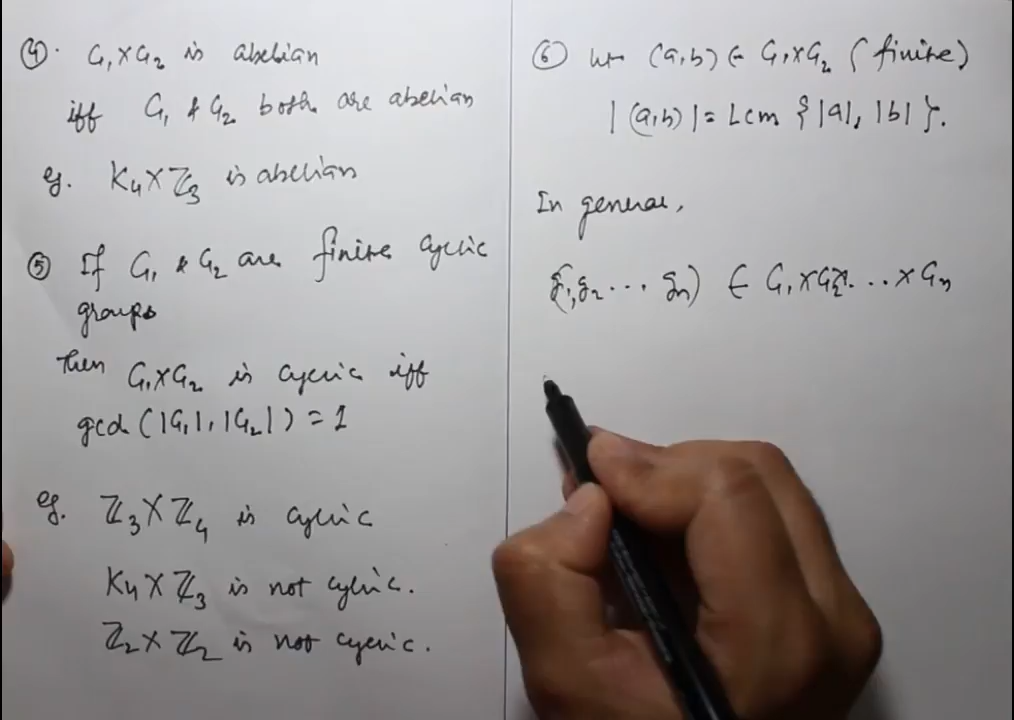 ④. G₁×G₂ is abelian
iff G₁ & G₂ both are abelian
eg. K₄×ℤ₃ is abelian
⑤ If G₁ & G₂ are finite cyclic
groups
then G₁×G₂ is cyclic iff
gcd (|G₁|, |G₂|) = 1
eg. ℤ₃×ℤ₄ is cyclic
K₄×ℤ₃ is not cyclic.
ℤ₂×ℤ₂ is not cyclic.
⑥ let (a,b) ∈ G₁×G₂ (finite)
|(a,b)| = Lcm {|a|, |b|}.
In general,
(g₁,g₂ ... gₙ) ∈ G₁×G₂×...×Gₙ